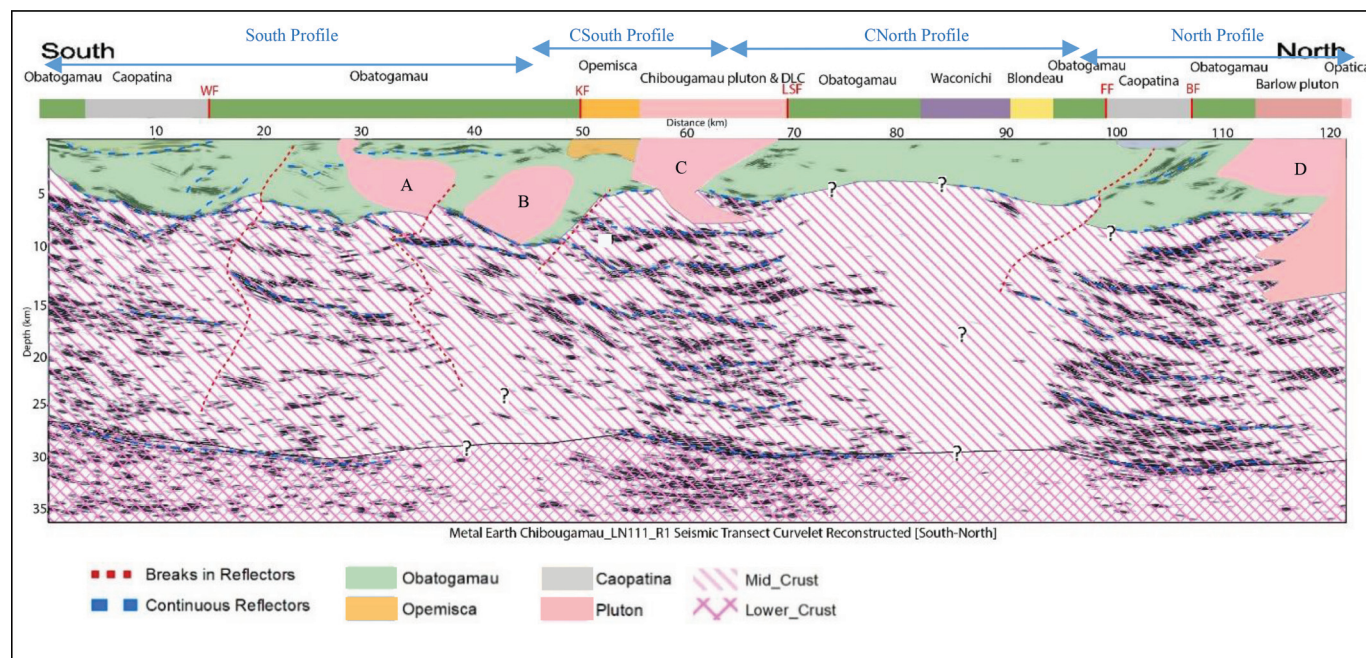 South Profile CSouth Profile CNorth Profile North Profile
South North
Obatogamau Caopatina Obatogamau Opemisca Chibougamau pluton & DLC Obatogamau Waconichi Blondeau Obatogamau Caopatina Obatogamau Barlow pluton Opatica
WF KF LSF FF BF
Distance (km)
10 20 30 40 50 60 70 80 90 100 110 120
A B C D
Depth (km)
5
10
15
20
25
30
35
? ? ? ? ? ? ?
Metal Earth Chibougamau_LN111_R1 Seismic Transect Curvelet Reconstructed [South-North]
Breaks in Reflectors Obatogamau Caopatina Mid_Crust
Continuous Reflectors Opemisca Pluton Lower_Crust